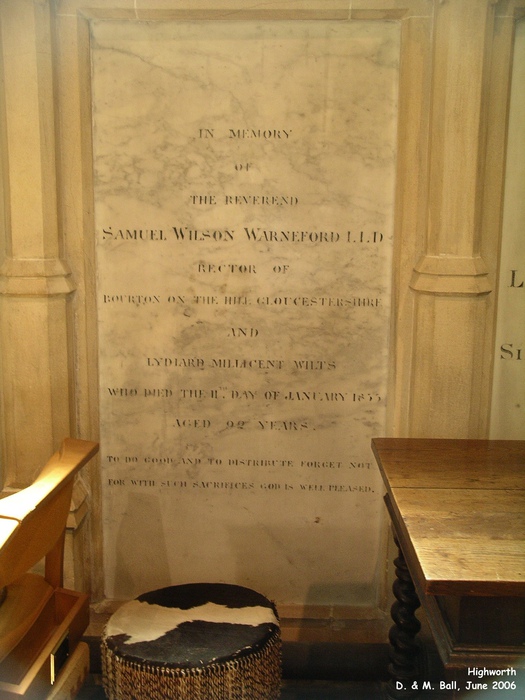 IN MEMORY
OF
THE REVEREND
SAMUEL WILSON WARNEFORD L L D
RECTOR OF
BOURTON ON THE HILL GLOUCESTERSHIRE
AND
LYDIARD MILLICENT WILTS
WHO DIED THE 11TH DAY OF JANUARY 1855
AGED 92 YEARS.
TO DO GOOD AND TO DISTRIBUTE FORGET NOT
FOR WITH SUCH SACRIFICES GOD IS WELL PLEASED.
L
SI
Highworth
D. & M. Ball, June 2006